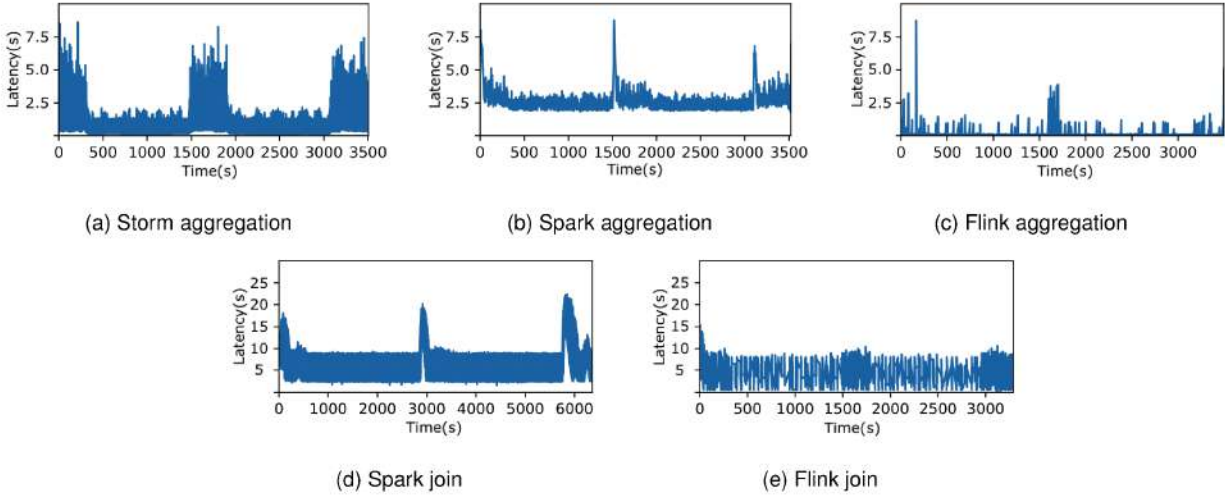 7.5
5.0
2.5
Latency(s)
0 500 1000 1500 2000 2500 3000 3500
Time(s)
(a) Storm aggregation
7.5
5.0
2.5
Latency(s)
0 500 1000 1500 2000 2500 3000 3500
Time(s)
(b) Spark aggregation
7.5
5.0
2.5
Latency(s)
0 500 1000 1500 2000 2500 3000
Time(s)
(c) Flink aggregation
25
20
15
10
5
Latency(s)
0 1000 2000 3000 4000 5000 6000
Time(s)
(d) Spark join
25
20
15
10
5
Latency(s)
0 500 1000 1500 2000 2500 3000
Time(s)
(e) Flink join